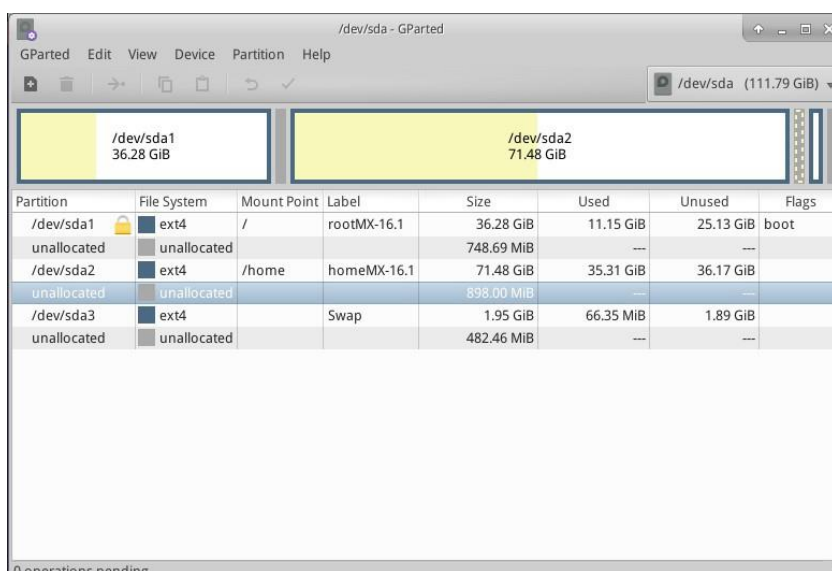 /dev/sda - GParted
GParted Edit View Device Partition Help
/dev/sda (111.79 GiB)
/dev/sda1
36.28 GiB
/dev/sda2
71.48 GiB
Partition File System Mount Point Label Size Used Unused Flags
/dev/sda1 ext4 / rootMX-16.1 36.28 GiB 11.15 GiB 25.13 GiB boot
unallocated unallocated 748.69 MiB --- ---
/dev/sda2 ext4 /home homeMX-16.1 71.48 GiB 35.31 GiB 36.17 GiB
unallocated unallocated 898.00 MiB --- ---
/dev/sda3 ext4 Swap 1.95 GiB 66.35 MiB 1.89 GiB
unallocated unallocated 482.46 MiB --- ---
0 operations pending